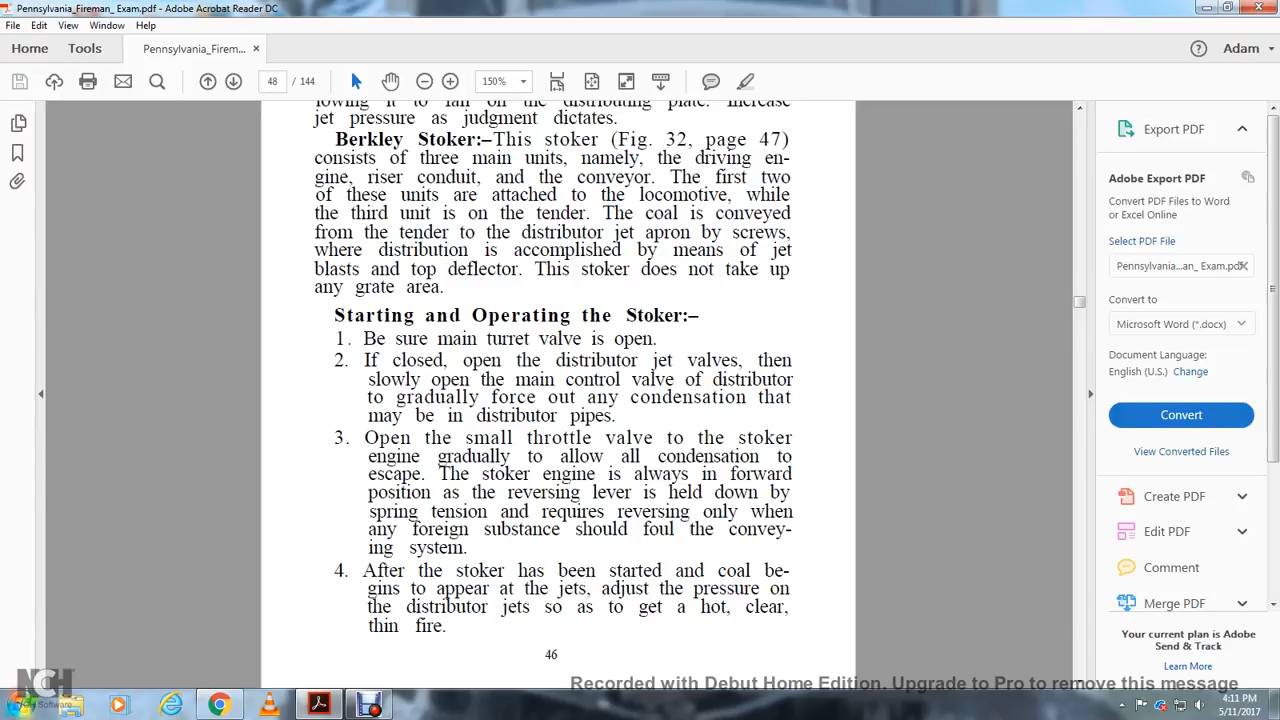 Pennsylvania_Fireman_ Exam.pdf - Adobe Acrobat Reader DC
File Edit View Window Help
Home Tools Pennsylvania_Firem... × Adam
48 / 144 150%
lowing it to fall on the distributing plate. Increase
jet pressure as judgment dictates.
Berkley Stoker:–This stoker (Fig. 32, page 47)
consists of three main units, namely, the driving en-
gine, riser conduit, and the conveyor. The first two
of these units are attached to the locomotive, while
the third unit is on the tender. The coal is conveyed
from the tender to the distributor jet apron by screws,
where distribution is accomplished by means of jet
blasts and top deflector. This stoker does not take up
any grate area.
Starting and Operating the Stoker:–
1. Be sure main turret valve is open.
2. If closed, open the distributor jet valves, then
slowly open the main control valve of distributor
to gradually force out any condensation that
may be in distributor pipes.
3. Open the small throttle valve to the stoker
engine gradually to allow all condensation to
escape. The stoker engine is always in forward
position as the reversing lever is held down by
spring tension and requires reversing only when
any foreign substance should foul the convey-
ing system.
4. After the stoker has been started and coal be-
gins to appear at the jets, adjust the pressure on
the distributor jets so as to get a hot, clear,
thin fire.
46
Export PDF
Adobe Export PDF
Convert PDF Files to Word
or Excel Online
Select PDF File
Pennsylvania...an_ Exam.pdf
Convert to
Microsoft Word (*.docx)
Document Language:
English (U.S.) Change
Convert
View Converted Files
Create PDF
Edit PDF
Comment
Merge PDF
Your current plan is Adobe
Send & Track
Learn More
NCH
Software
Recorded with Debut Home Edition. Upgrade to Pro to remove this message
4:11 PM
5/11/2017